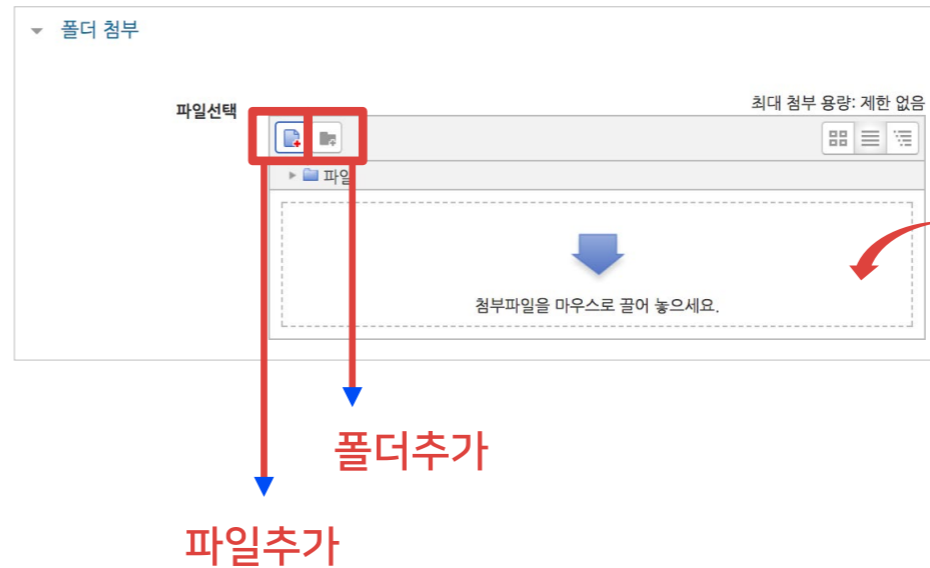 폴더 첨부
최대 첨부 용량: 제한 없음
파일선택
파일
첨부파일을 마우스로 끌어 놓으세요.
폴더추가
파일추가